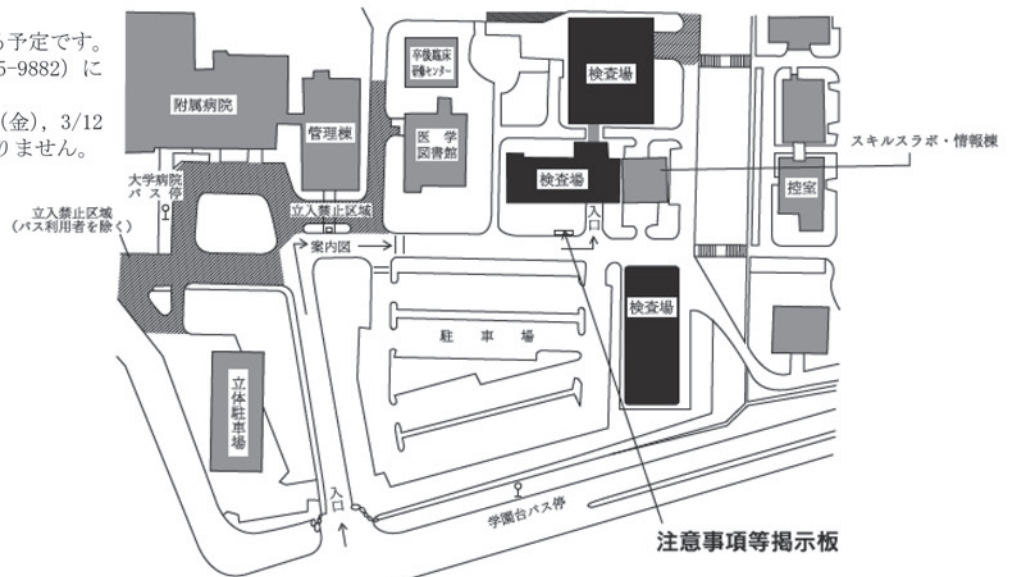 る予定です。
5-9882）に
（金），3/12
りません。
附属病院
管理棟
卒後臨床
研修センター
医学
図書館
検査場
検査場
スキルスラボ・情報棟
控室
大学病院
バス停
立入禁止区域
（バス利用者を除く）
立入禁止区域
案内図
入口
検査場
駐車場
立体駐車場
入口
学園台バス停
注意事項等掲示板